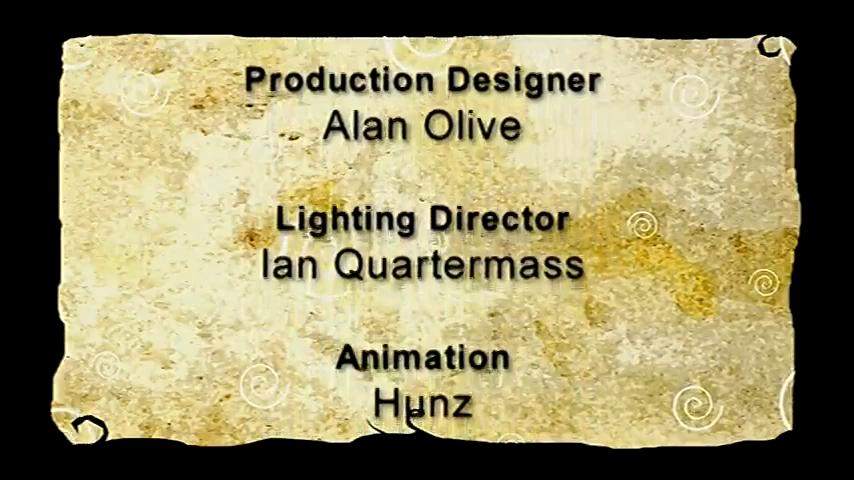 Production Designer
Alan Olive
Lighting Director
Ian Quartermass
Animation
Hunz